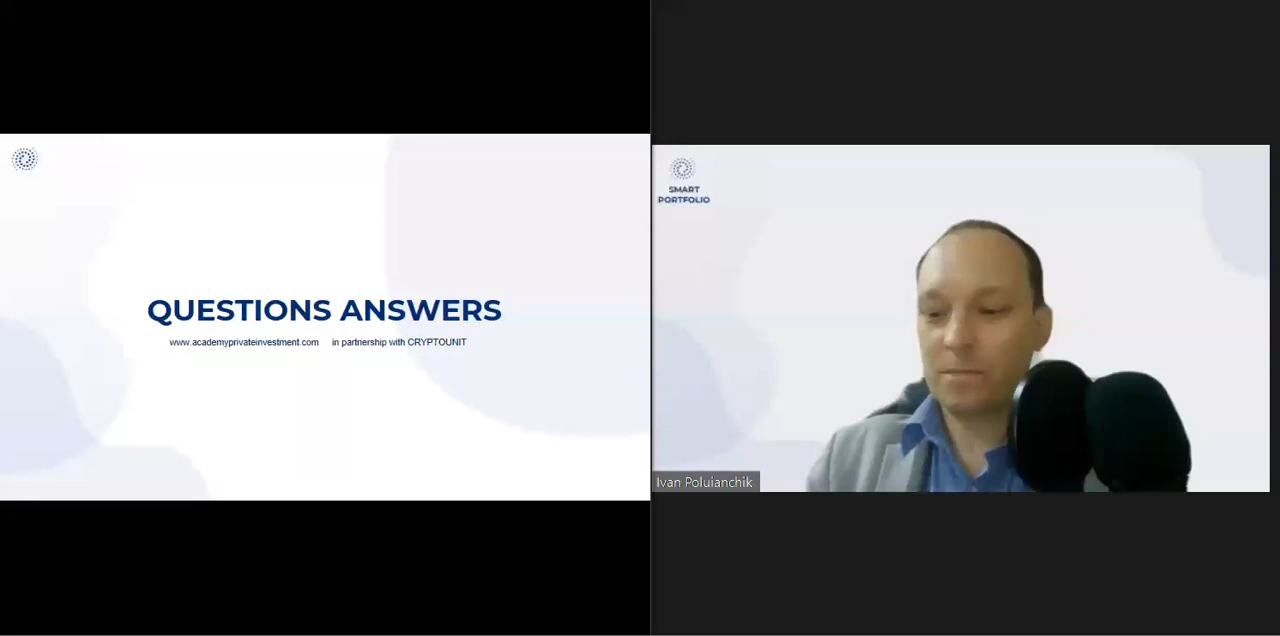 QUESTIONS ANSWERS
www.academyprivateinvestment.com in partnership with CRYPTOUNIT
SMART
PORTFOLIO
Ivan Poluianchik